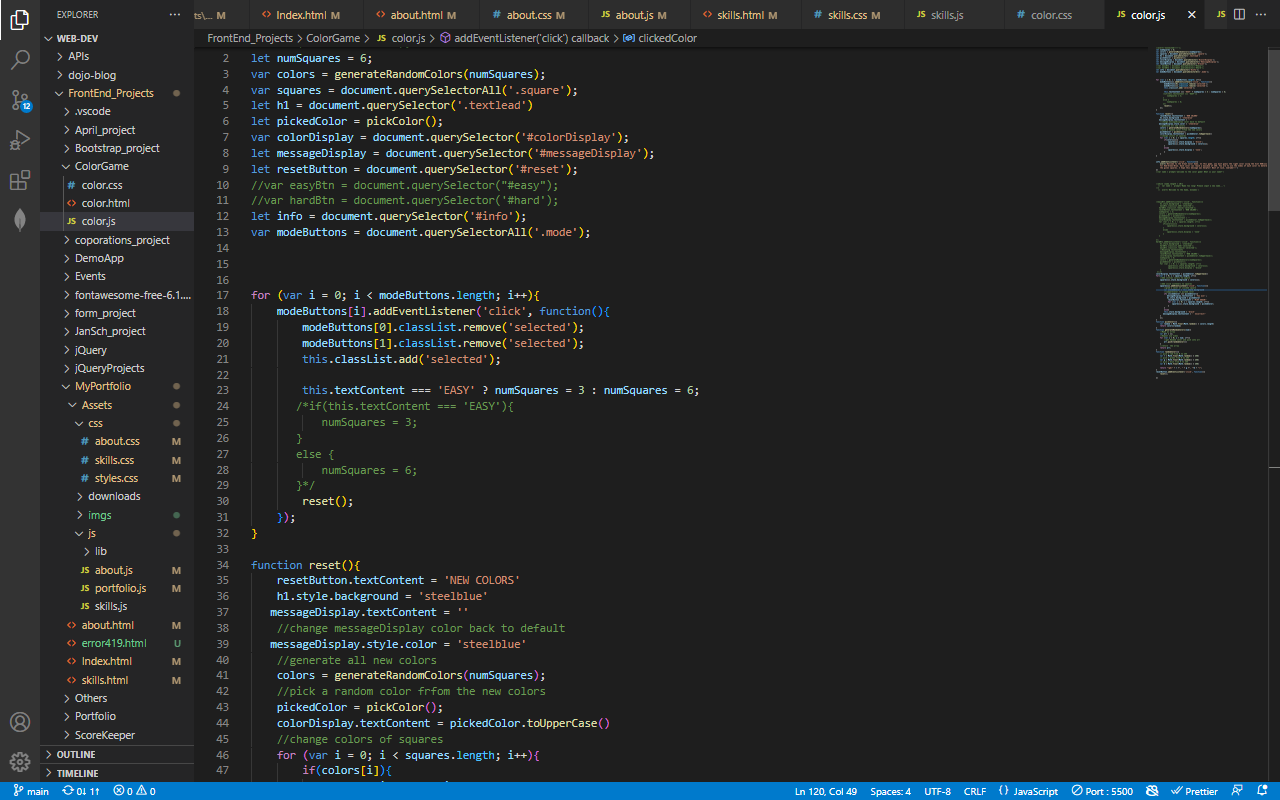 EXPLORER
ts\... M
Index.html M
about.html M
about.css M
about.js M
skills.html M
skills.css M
skills.js
color.css
JS color.js
JS
WEB-DEV
APIs
dojo-blog
FrontEnd_Projects
.vscode
April_project
Bootstrap_project
ColorGame
# color.css
<> color.html
JS color.js
coporations_project
DemoApp
Events
fontawesome-free-6.1....
form_project
JanSch_project
jQuery
jQueryProjects
MyPortfolio
Assets
css
# about.css M
# skills.css M
# styles.css M
downloads
imgs
js
lib
JS about.js M
JS portfolio.js M
JS skills.js
<> about.html M
<> error419.html U
<> Index.html M
<> skills.html M
Others
Portfolio
ScoreKeeper
OUTLINE
TIMELINE
12
FrontEnd_Projects > ColorGame > JS color.js > addEventListener('click') callback > clickedColor
2 let numSquares = 6;
3 var colors = generateRandomColors(numSquares);
4 var squares = document.querySelectorAll('.square');
5 let h1 = document.querySelector('.textlead')
6 let pickedColor = pickColor();
7 var colorDisplay = document.querySelector('#colorDisplay');
8 let messageDisplay = document.querySelector('#messageDisplay');
9 let resetButton = document.querySelector('#reset');
10 //var easyBtn = document.querySelector("#easy");
11 //var hardBtn = document.querySelector('#hard');
12 let info = document.querySelector('#info');
13 var modeButtons = document.querySelectorAll('.mode');
14
15
16
17 for (var i = 0; i < modeButtons.length; i++){
18 modeButtons[i].addEventListener('click', function(){
19 modeButtons[0].classList.remove('selected');
20 modeButtons[1].classList.remove('selected');
21 this.classList.add('selected');
22
23 this.textContent === 'EASY' ? numSquares = 3 : numSquares = 6;
24 /*if(this.textContent === 'EASY'){
25 numSquares = 3;
26 }
27 else {
28 numSquares = 6;
29 }*/
30 reset();
31 });
32 }
33
34 function reset(){
35 resetButton.textContent = 'NEW COLORS'
36 h1.style.background = 'steelblue'
37 messageDisplay.textContent = ''
38 //change messageDisplay color back to default
39 messageDisplay.style.color = 'steelblue'
40 //generate all new colors
41 colors = generateRandomColors(numSquares);
42 //pick a random color frfom the new colors
43 pickedColor = pickColor();
44 colorDisplay.textContent = pickedColor.toUpperCase()
45 //change colors of squares
46 for (var i = 0; i < squares.length; i++){
47 if(colors[i]){
main 0↓ 1↑ 0 0 Ln 120, Col 49 Spaces: 4 UTF-8 CRLF {} JavaScript Port : 5500 Prettier